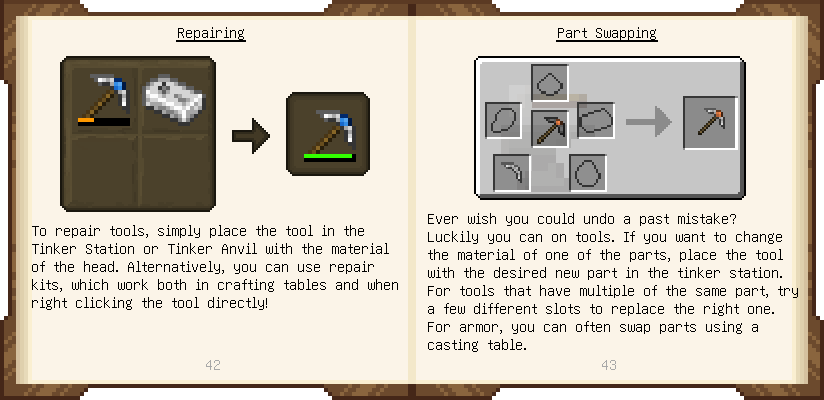 Repairing
To repair tools, simply place the tool in the
Tinker Station or Tinker Anvil with the material
of the head. Alternatively, you can use repair
kits, which work both in crafting tables and when
right clicking the tool directly!
42
Part Swapping
Ever wish you could undo a past mistake?
Luckily you can on tools. If you want to change
the material of one of the parts, place the tool
with the desired new part in the tinker station.
For tools that have multiple of the same part, try
a few different slots to replace the right one.
For armor, you can often swap parts using a
casting table.
43